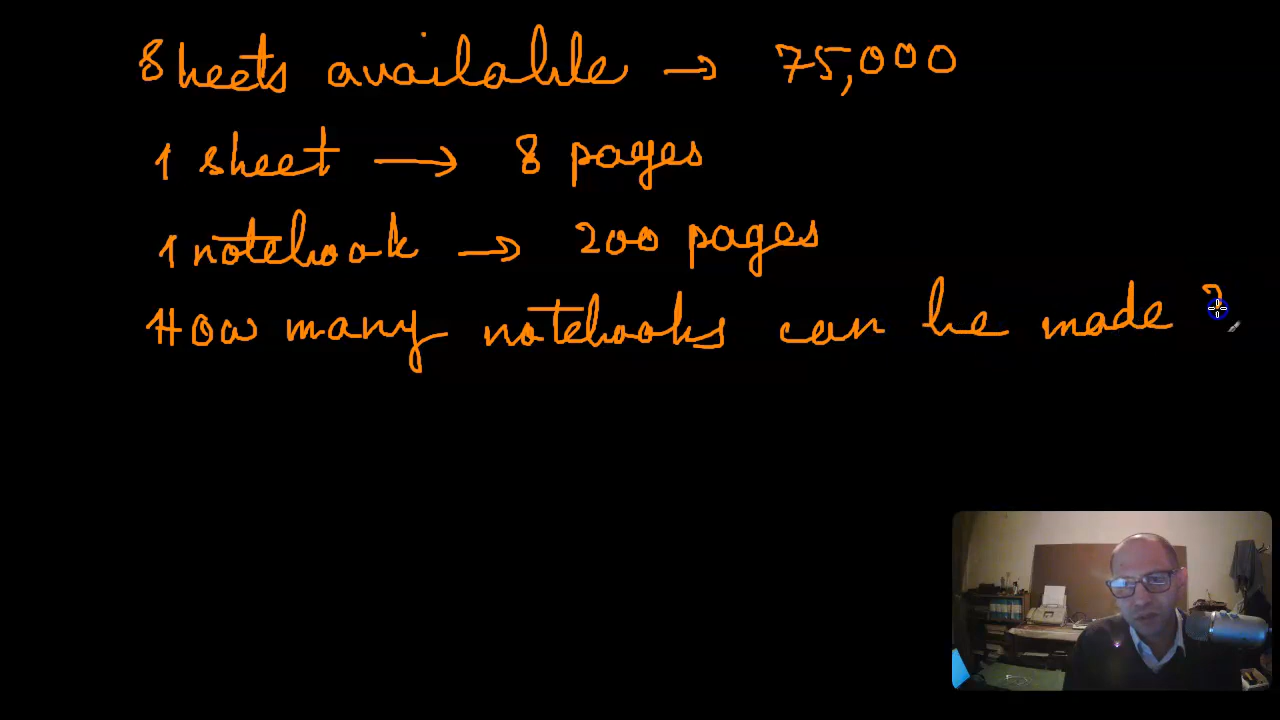 Sheets available → 75,000
1 sheet → 8 pages
1 notebook → 200 pages
How many notebooks can be made ?